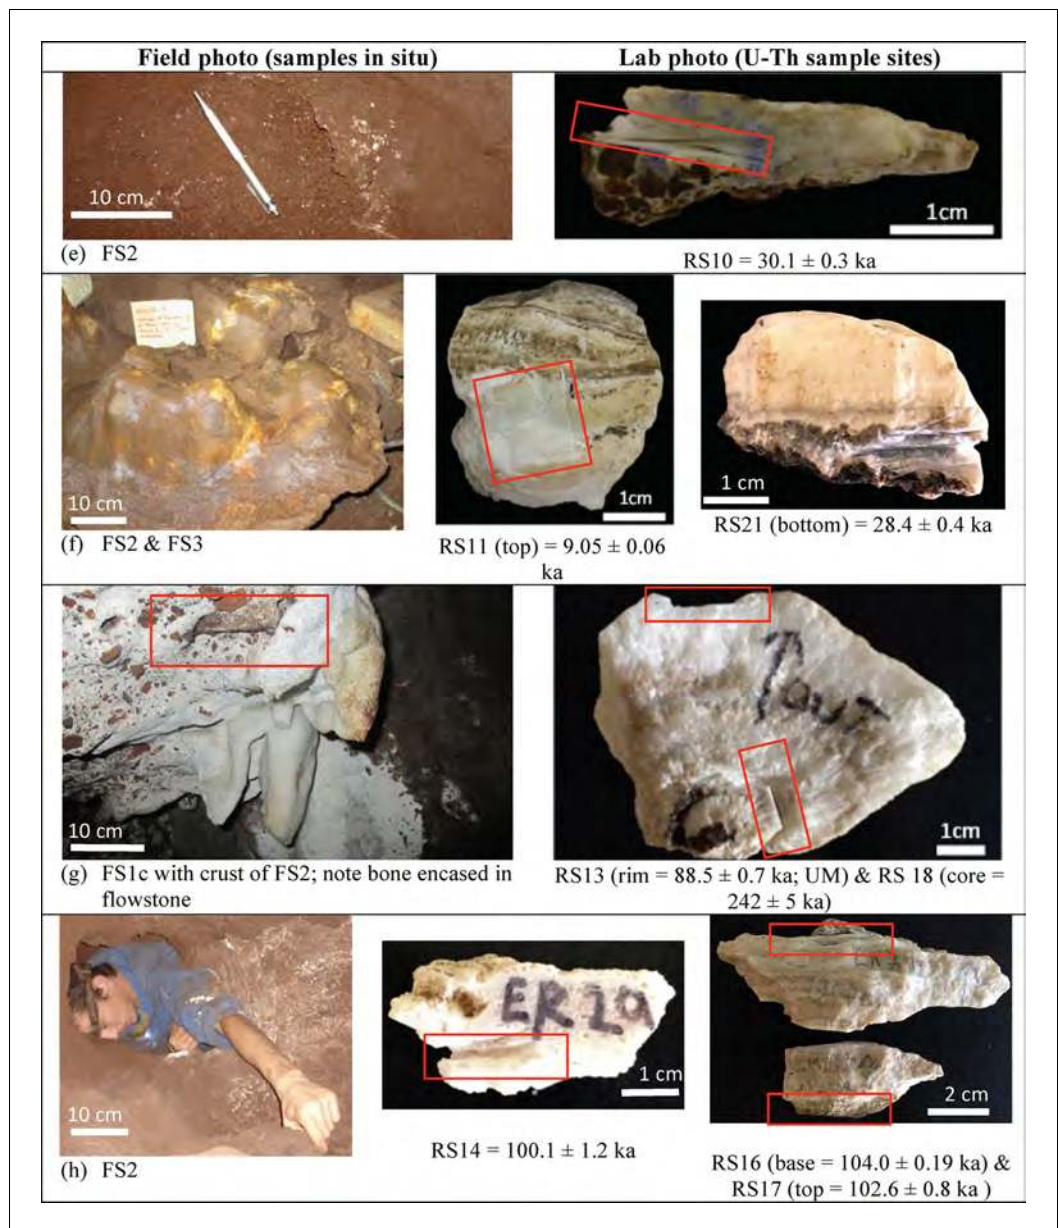 Field photo (samples in situ)
Lab photo (U-Th sample sites)
10 cm
1cm
(e) FS2
RS10 = 30.1 ± 0.3 ka
10 cm
1cm
1 cm
(f) FS2 & FS3
RS11 (top) = 9.05 ± 0.06
ka
RS21 (bottom) = 28.4 ± 0.4 ka
out
10 cm
1cm
(g) FS1c with crust of FS2; note bone encased in
flowstone
RS13 (rim = 88.5 ± 0.7 ka; UM) & RS 18 (core =
242 ± 5 ka)
10 cm
ER 2a
1 cm
2 cm
(h) FS2
RS14 = 100.1 ± 1.2 ka
RS16 (base = 104.0 ± 0.19 ka) &
RS17 (top = 102.6 ± 0.8 ka )